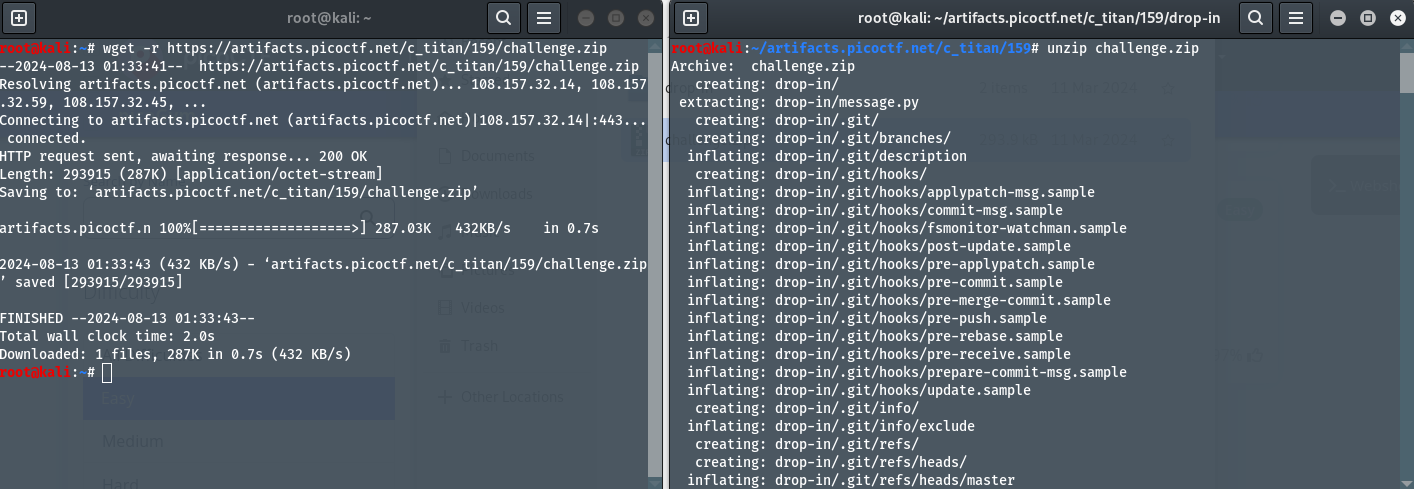 root@kali: ~
root@kali:~# wget -r https://artifacts.picoctf.net/c_titan/159/challenge.zip
--2024-08-13 01:33:41--  https://artifacts.picoctf.net/c_titan/159/challenge.zip
Resolving artifacts.picoctf.net (artifacts.picoctf.net)... 108.157.32.14, 108.157
.32.59, 108.157.32.45, ...
Connecting to artifacts.picoctf.net (artifacts.picoctf.net)|108.157.32.14|:443...
 connected.
HTTP request sent, awaiting response... 200 OK
Length: 293915 (287K) [application/octet-stream]
Saving to: ‘artifacts.picoctf.net/c_titan/159/challenge.zip’
artifacts.picoctf.n 100%[===================>] 287.03K   432KB/s    in 0.7s
2024-08-13 01:33:43 (432 KB/s) - ‘artifacts.picoctf.net/c_titan/159/challenge.zip
’ saved [293915/293915]
FINISHED --2024-08-13 01:33:43--
Total wall clock time: 2.0s
Downloaded: 1 files, 287K in 0.7s (432 KB/s)
root@kali:~#
Difficulty
Easy
Medium
Hard
Documents
Downloads
Videos
Trash
Other Locations
root@kali: ~/artifacts.picoctf.net/c_titan/159/drop-in
root@kali:~/artifacts.picoctf.net/c_titan/159# unzip challenge.zip
Archive:  challenge.zip
   creating: drop-in/
 extracting: drop-in/message.py
   creating: drop-in/.git/
   creating: drop-in/.git/branches/
  inflating: drop-in/.git/description
   creating: drop-in/.git/hooks/
  inflating: drop-in/.git/hooks/applypatch-msg.sample
  inflating: drop-in/.git/hooks/commit-msg.sample
  inflating: drop-in/.git/hooks/fsmonitor-watchman.sample
  inflating: drop-in/.git/hooks/post-update.sample
  inflating: drop-in/.git/hooks/pre-applypatch.sample
  inflating: drop-in/.git/hooks/pre-commit.sample
  inflating: drop-in/.git/hooks/pre-merge-commit.sample
  inflating: drop-in/.git/hooks/pre-push.sample
  inflating: drop-in/.git/hooks/pre-rebase.sample
  inflating: drop-in/.git/hooks/pre-receive.sample
  inflating: drop-in/.git/hooks/prepare-commit-msg.sample
  inflating: drop-in/.git/hooks/update.sample
   creating: drop-in/.git/info/
  inflating: drop-in/.git/info/exclude
   creating: drop-in/.git/refs/
   creating: drop-in/.git/refs/heads/
  inflating: drop-in/.git/refs/heads/master